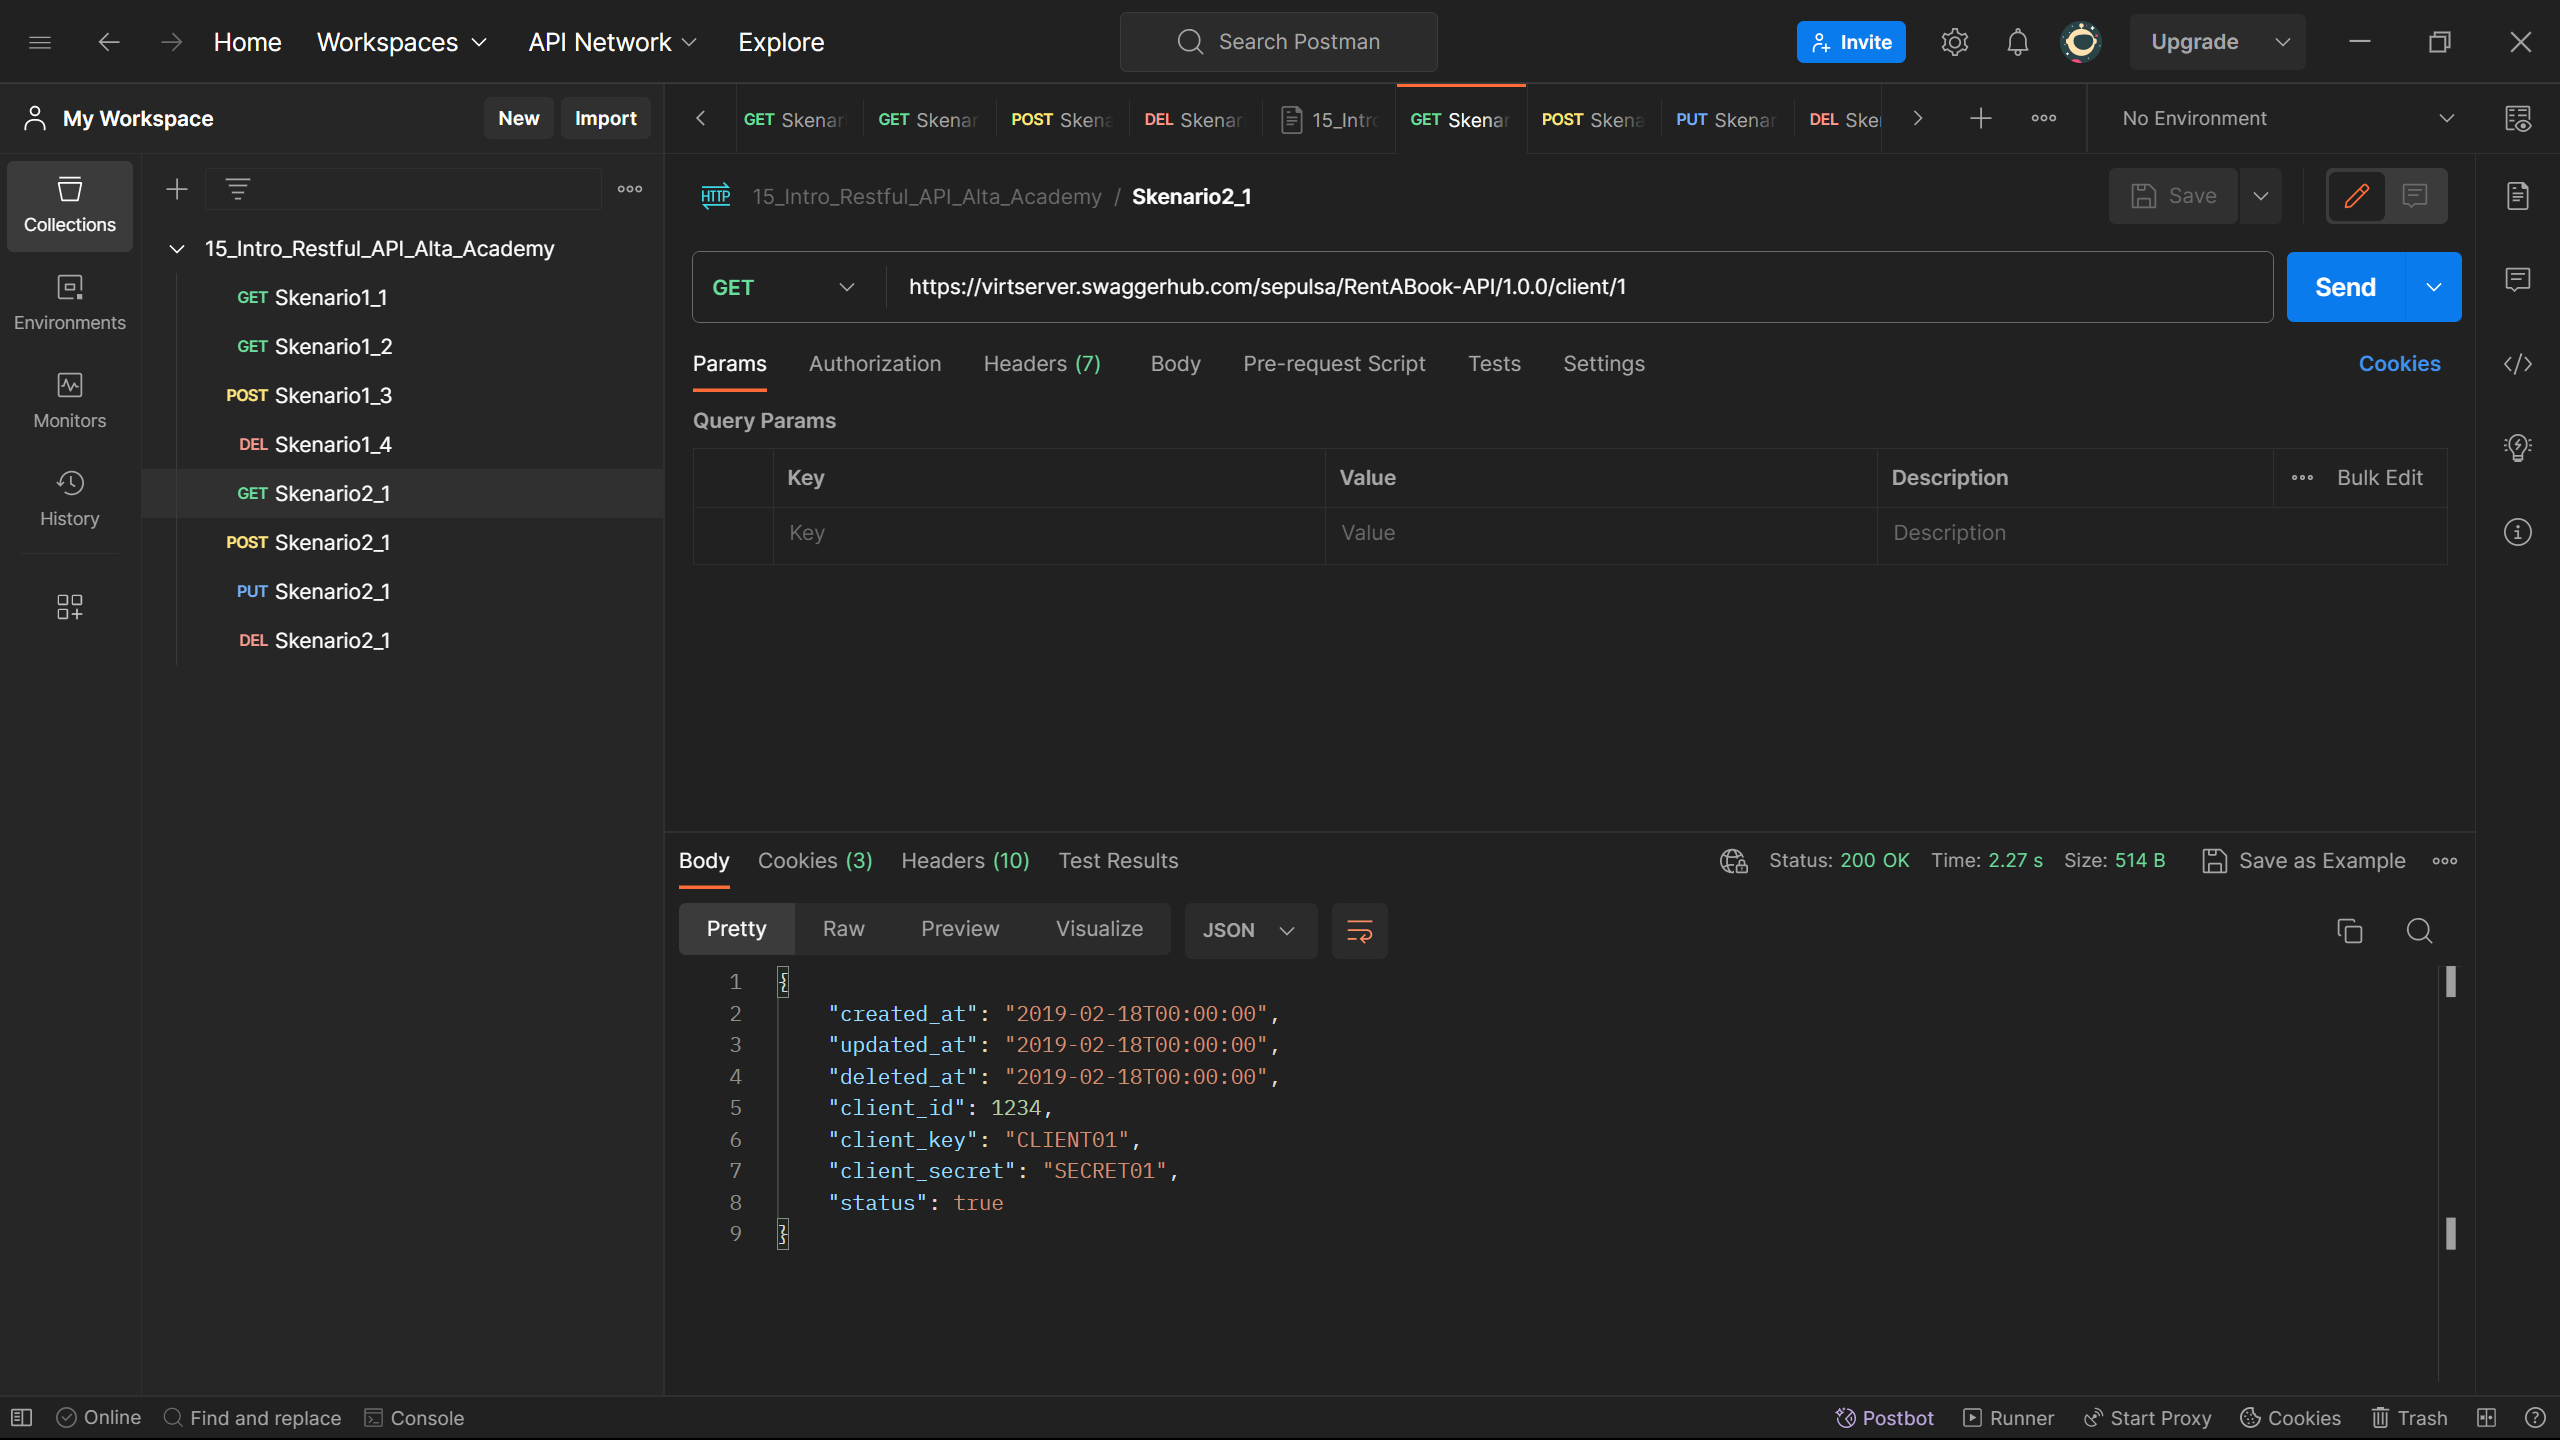 Home Workspaces API Network Explore Search Postman Invite Upgrade
My Workspace New Import
GET Skenar GET Skenar POST Skena DEL Skenar 15_Intro GET Skenar POST Skena PUT Skenar DEL Sken No Environment
Collections
Environments
Monitors
History
15_Intro_Restful_API_Alta_Academy
GET Skenario1_1
GET Skenario1_2
POST Skenario1_3
DEL Skenario1_4
GET Skenario2_1
POST Skenario2_1
PUT Skenario2_1
DEL Skenario2_1
HTTP 15_Intro_Restful_API_Alta_Academy / Skenario2_1 Save
GET https://virtserver.swaggerhub.com/sepulsa/RentABook-API/1.0.0/client/1 Send
Params Authorization Headers (7) Body Pre-request Script Tests Settings Cookies
Query Params
Key Value Description Bulk Edit
Key Value Description
Body Cookies (3) Headers (10) Test Results Status: 200 OK Time: 2.27 s Size: 514 B Save as Example
Pretty Raw Preview Visualize JSON
1 {
2 "created_at": "2019-02-18T00:00:00",
3 "updated_at": "2019-02-18T00:00:00",
4 "deleted_at": "2019-02-18T00:00:00",
5 "client_id": 1234,
6 "client_key": "CLIENT01",
7 "client_secret": "SECRET01",
8 "status": true
9 }
Online Find and replace Console Postbot Runner Start Proxy Cookies Trash